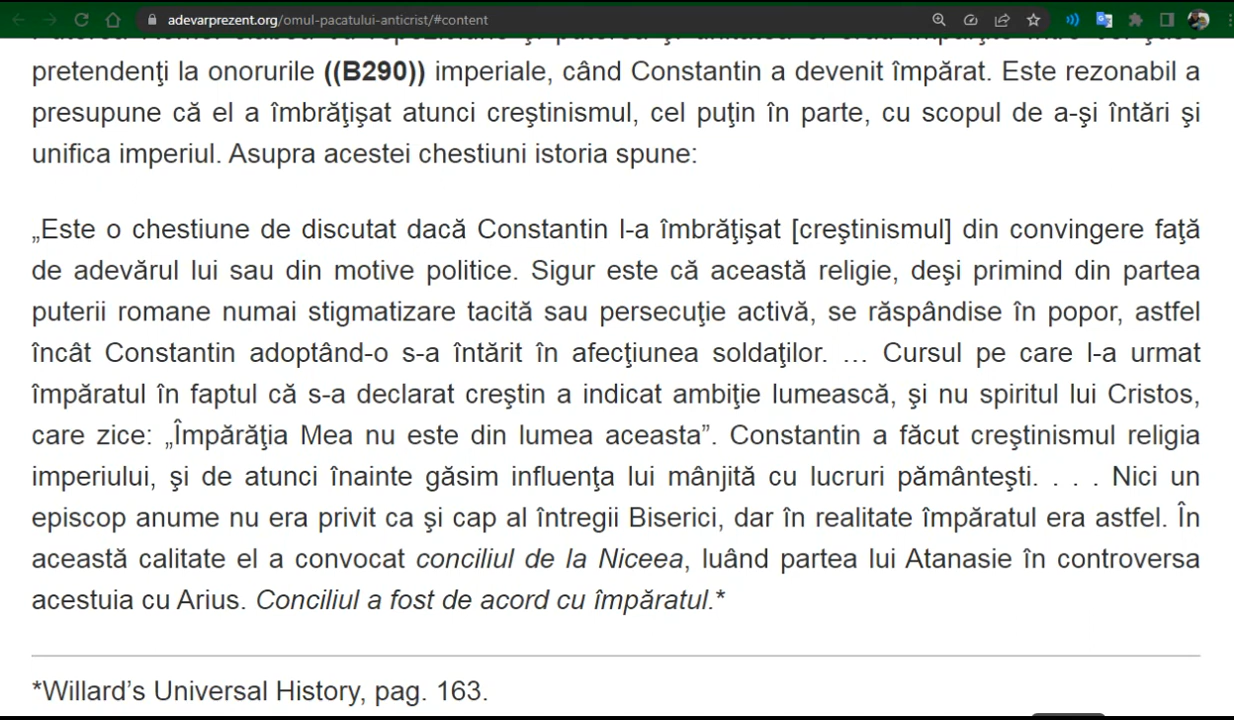 adevarprezent.org/omul-pacatului-anticrist/#content
pretendenţi la onorurile ((B290)) imperiale, când Constantin a devenit împărat. Este rezonabil a
presupune că el a îmbrăţişat atunci creştinismul, cel puţin în parte, cu scopul de a-şi întări şi
unifica imperiul. Asupra acestei chestiuni istoria spune:
„Este o chestiune de discutat dacă Constantin l-a îmbrăţişat [creştinismul] din convingere faţă
de adevărul lui sau din motive politice. Sigur este că această religie, deşi primind din partea
puterii romane numai stigmatizare tacită sau persecuţie activă, se răspândise în popor, astfel
încât Constantin adoptând-o s-a întărit în afecţiunea soldaţilor. … Cursul pe care l-a urmat
împăratul în faptul că s-a declarat creştin a indicat ambiţie lumească, şi nu spiritul lui Cristos,
care zice: „Împărăţia Mea nu este din lumea aceasta”. Constantin a făcut creştinismul religia
imperiului, şi de atunci înainte găsim influenţa lui mânjită cu lucruri pământeşti. . . . Nici un
episcop anume nu era privit ca şi cap al întregii Biserici, dar în realitate împăratul era astfel. În
această calitate el a convocat conciliul de la Niceea, luând partea lui Atanasie în controversa
acestuia cu Arius. Conciliul a fost de acord cu împăratul.*
*Willard’s Universal History, pag. 163.